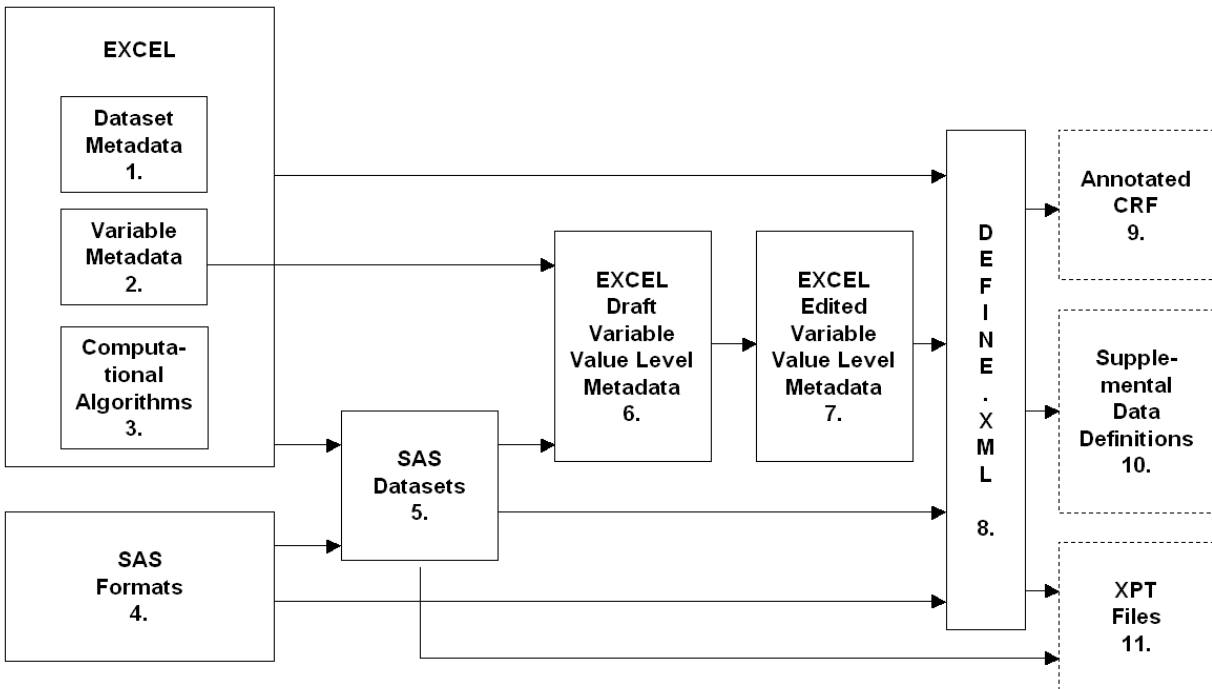 EXCEL
Dataset
Metadata
1.
Variable
Metadata
2.
Computa-
tional
Algorithms
3.
SAS
Formats
4.
SAS
Datasets
5.
EXCEL
Draft
Variable
Value Level
Metadata
6.
EXCEL
Edited
Variable
Value Level
Metadata
7.
D
E
F
I
N
E
.
X
M
L
8.
Annotated
CRF
9.
Supple-
mental
Data
Definitions
10.
XPT
Files
11.